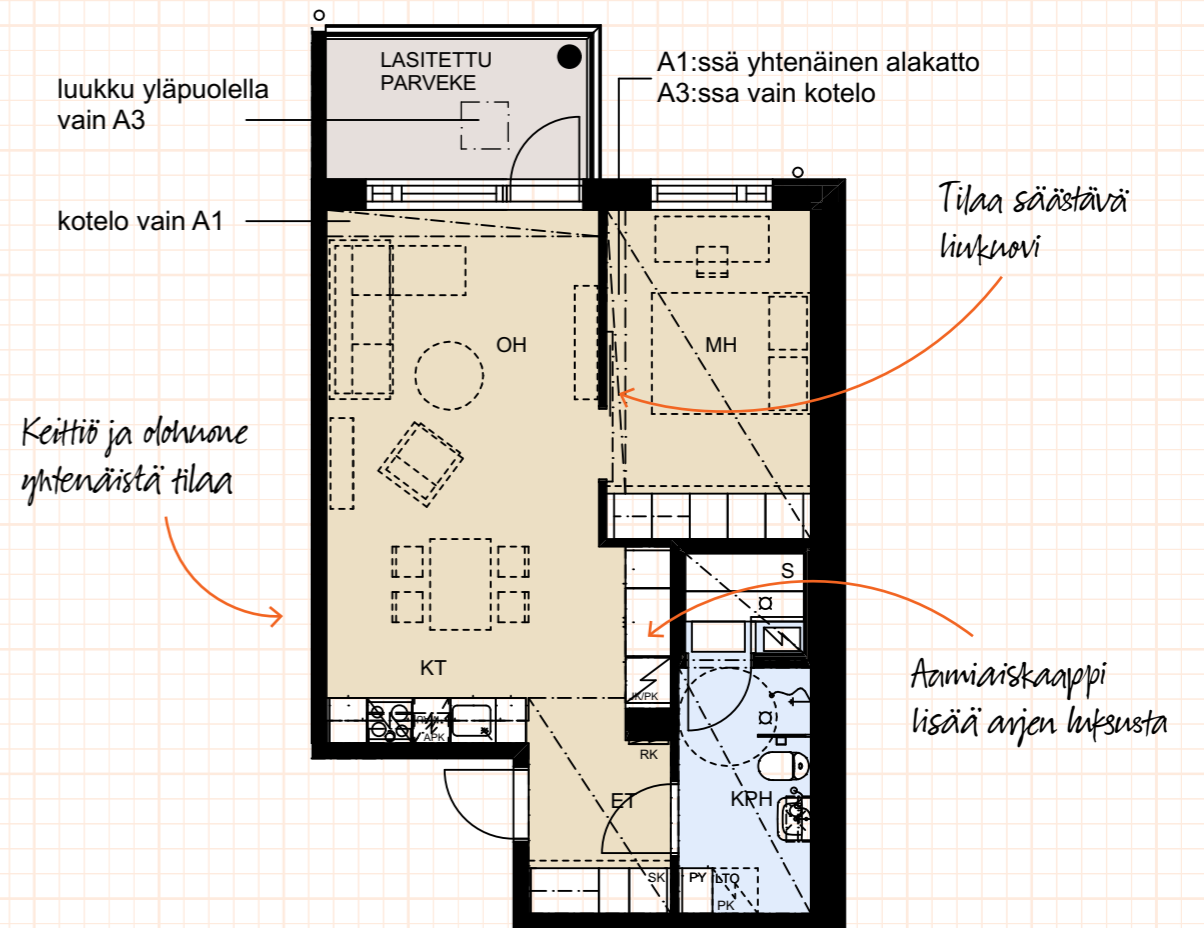 LASITETTU
PARVEKE
luukku yläpuolella
vain A3
A1:ssä yhtenäinen alakatto
A3:ssa vain kotelo
kotelo vain A1
Tilaa säästävä
liukuovi
OH
MH
Keittiö ja olohuone
yhtenäistä tilaa
S
KT
JK/PK
Aamiaiskaappi
lisää arjen luksusta
APK
RK
ET
KPH
SK
PY
LTO
PK